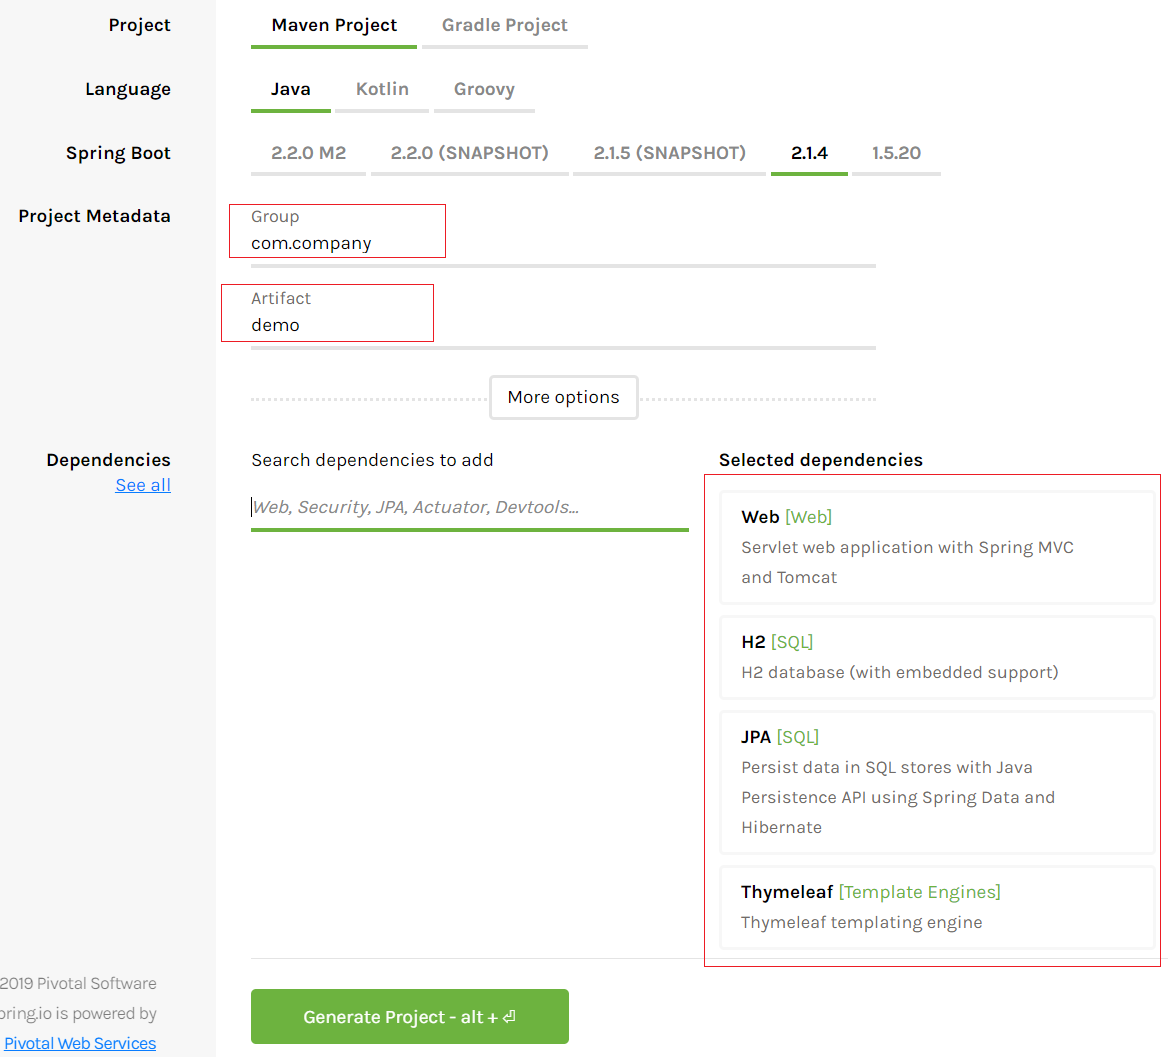 Project
Maven Project Gradle Project
Language
Java Kotlin Groovy
Spring Boot
2.2.0 M2 2.2.0 (SNAPSHOT) 2.1.5 (SNAPSHOT) 2.1.4 1.5.20
Project Metadata
Group
com.company
Artifact
demo
More options
Dependencies
See all
Search dependencies to add
Web, Security, JPA, Actuator, Devtools...
Selected dependencies
Web [Web]
Servlet web application with Spring MVC
and Tomcat
H2 [SQL]
H2 database (with embedded support)
JPA [SQL]
Persist data in SQL stores with Java
Persistence API using Spring Data and
Hibernate
Thymeleaf [Template Engines]
Thymeleaf templating engine
2019 Pivotal Software
pring.io is powered by
Pivotal Web Services
Generate Project - alt + ⏎